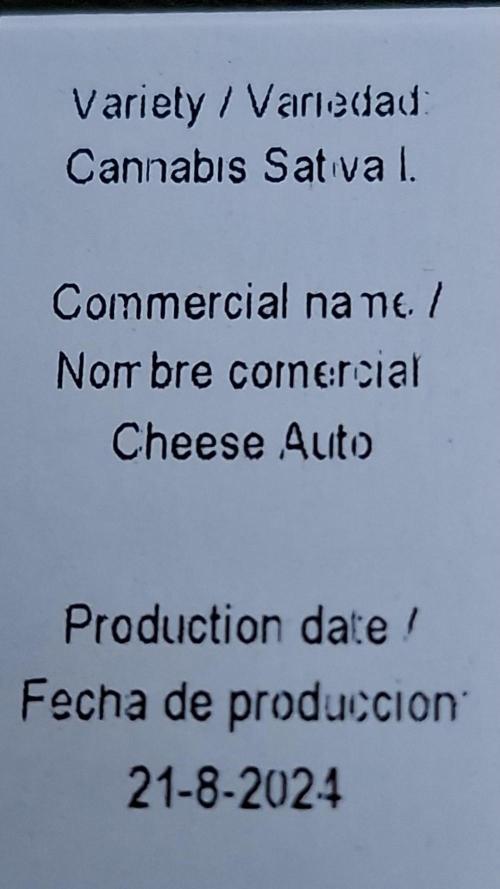 Variety / Variedad:
Cannabis Sativa l.
Commercial name /
Nombre comercial
Cheese Auto
Production date /
Fecha de produccion:
21-8-2024